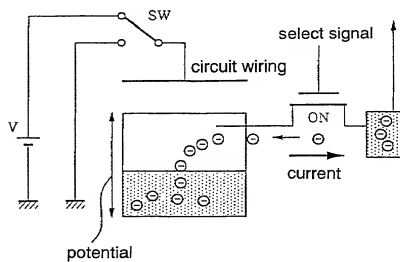 SW
select signal
circuit wiring
V
ON
current
potential